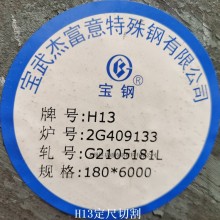 宝武杰富意特殊钢有限公司
®
宝钢
牌 号:H13
炉 号:2G409133
轧 号:G2105181L
规 格:180*6000
H13定尺切割